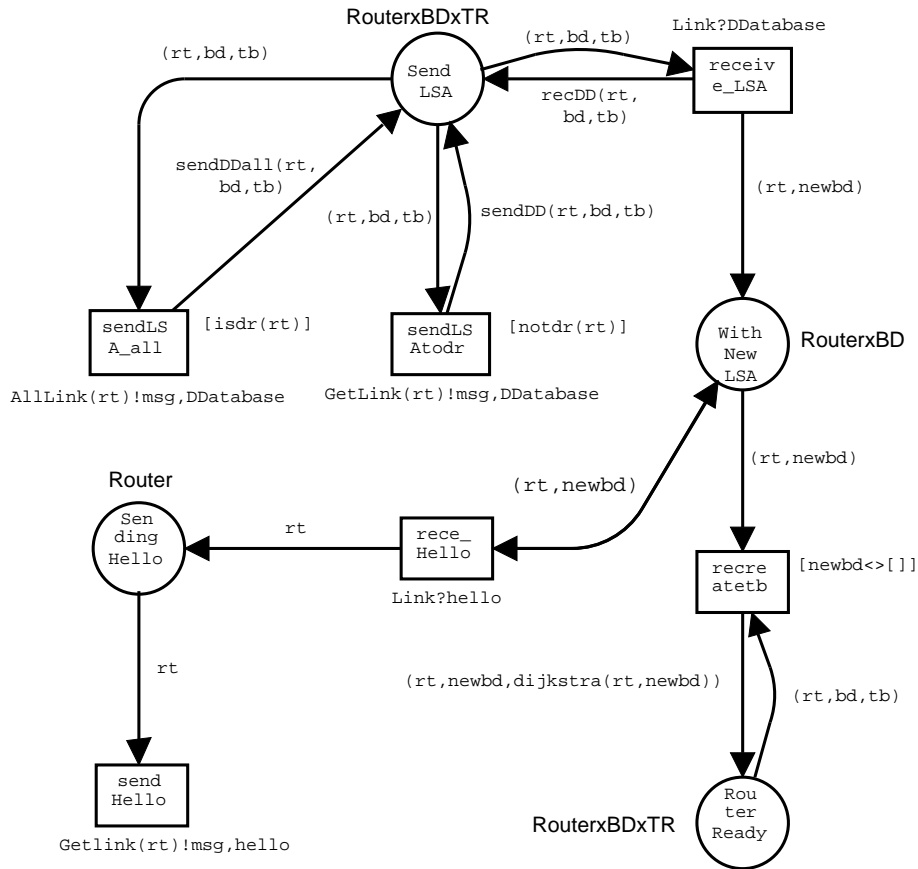 RouterxBDxTR
Link?DDatabase
(rt,bd,tb)
(rt,bd,tb)
Send
LSA
receiv
e_LSA
recDD(rt,
bd,tb)
sendDDall(rt,
bd,tb)
(rt,bd,tb)
sendDD(rt,bd,tb)
(rt,newbd)
sendLS
A_all
[isdr(rt)]
sendLS
Atodr
[notdr(rt)]
With
New
LSA
RouterxBD
AllLink(rt)!msg,DDatabase
GetLink(rt)!msg,DDatabase
Router
(rt,newbd)
(rt,newbd)
Sen
ding
Hello
rt
rece_
Hello
Link?hello
recre
atetb
[newbd<>[]]
rt
(rt,newbd,dijkstra(rt,newbd))
(rt,bd,tb)
send
Hello
Getlink(rt)!msg,hello
RouterxBDxTR
Rou
ter
Ready